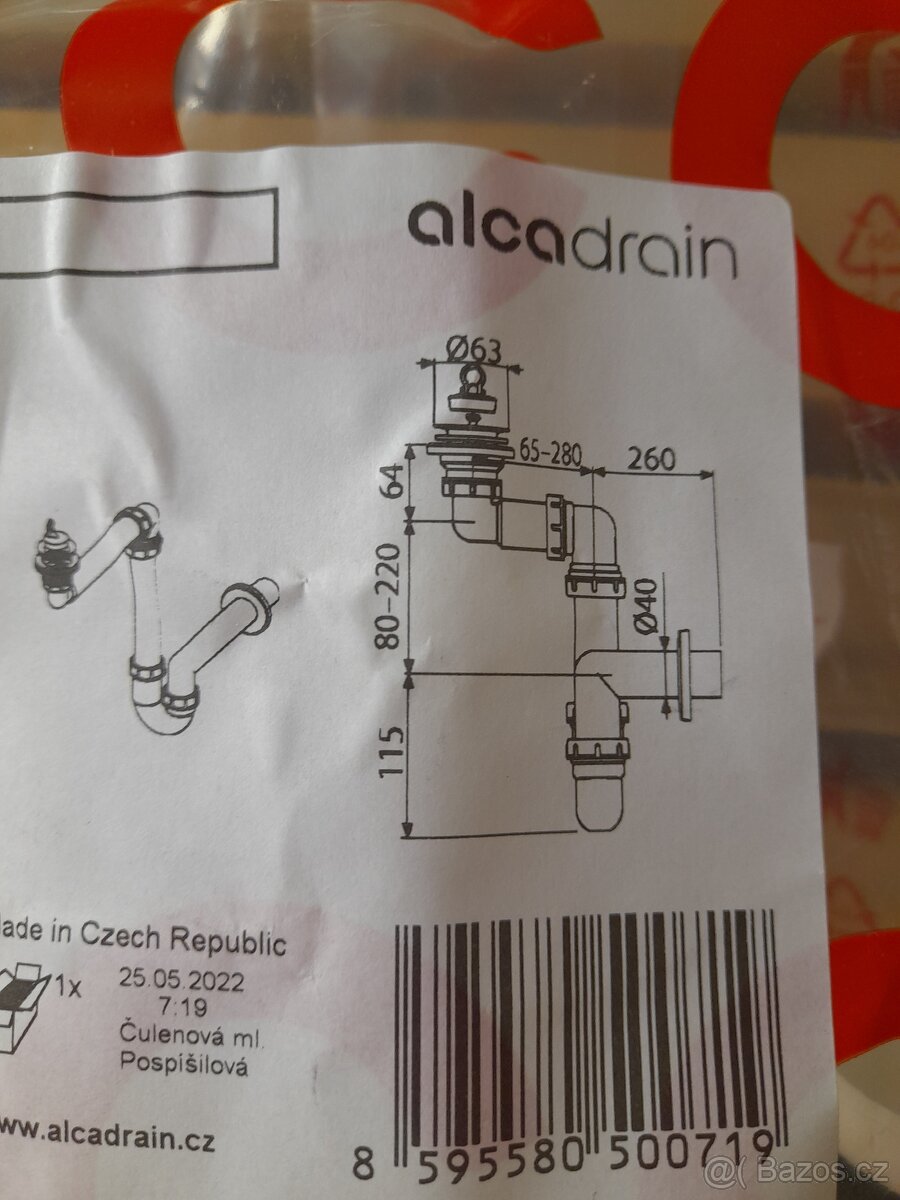 alcadrain
Ø63
65-280
260
64
80-220
Ø40
115
ade in Czech Republic
1x
25.05.2022
7:19
Čulenová ml.
Pospíšilová
ww.alcadrain.cz
8 595580 500719
@( Bazos.cz